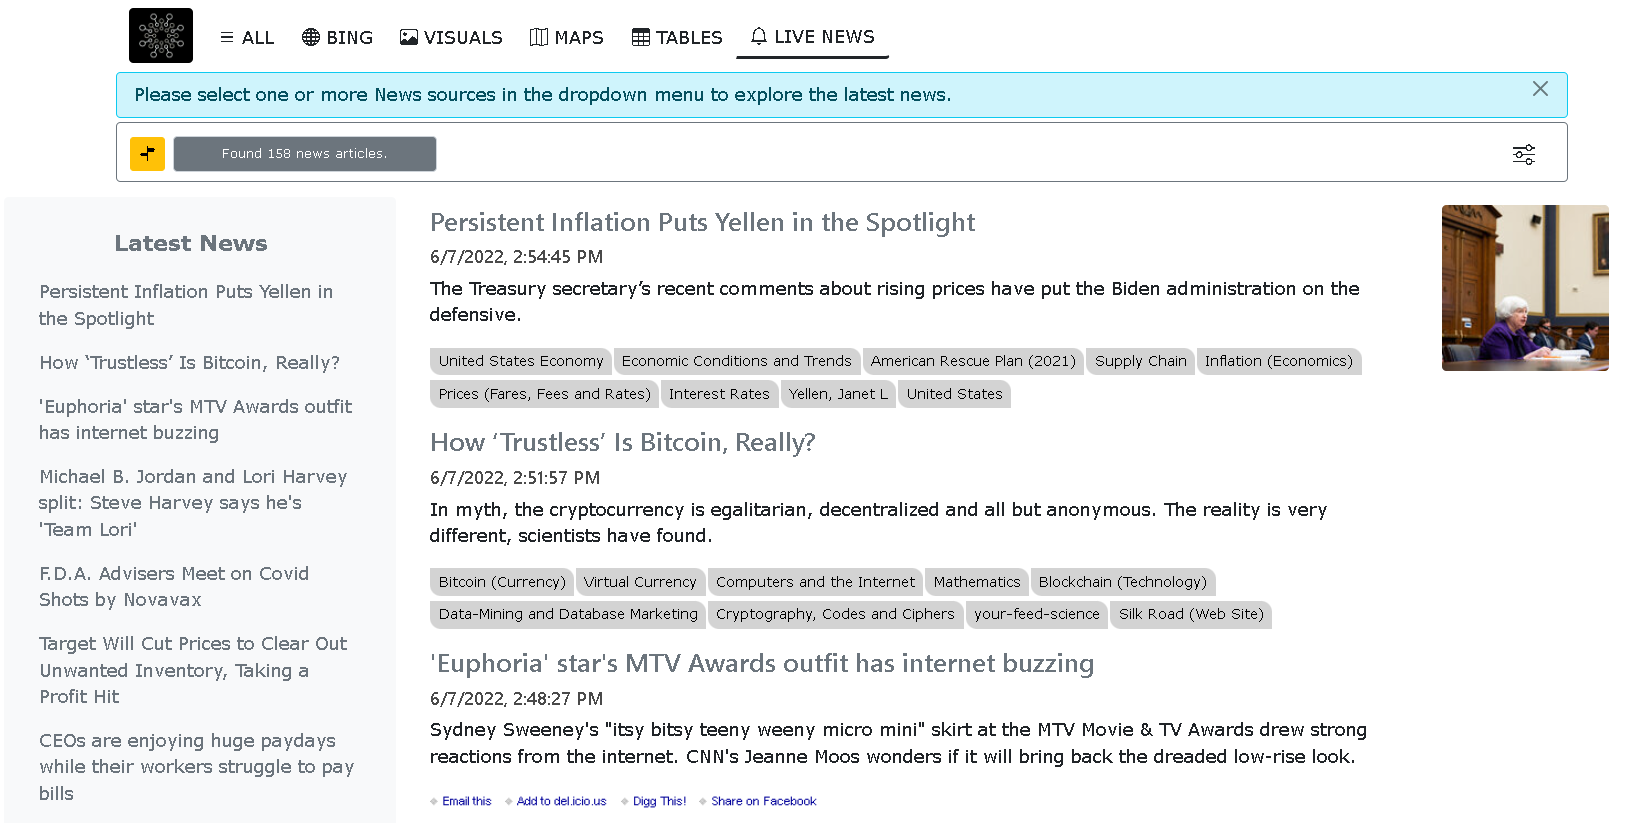 ALL BING VISUALS MAPS TABLES LIVE NEWS
Please select one or more News sources in the dropdown menu to explore the latest news.
Found 158 news articles.
Latest News
Persistent Inflation Puts Yellen in
the Spotlight
How ‘Trustless’ Is Bitcoin, Really?
'Euphoria' star's MTV Awards outfit
has internet buzzing
Michael B. Jordan and Lori Harvey
split: Steve Harvey says he's
'Team Lori'
F.D.A. Advisers Meet on Covid
Shots by Novavax
Target Will Cut Prices to Clear Out
Unwanted Inventory, Taking a
Profit Hit
CEOs are enjoying huge paydays
while their workers struggle to pay
bills
Persistent Inflation Puts Yellen in the Spotlight
6/7/2022, 2:54:45 PM
The Treasury secretary’s recent comments about rising prices have put the Biden administration on the
defensive.
United States Economy Economic Conditions and Trends American Rescue Plan (2021) Supply Chain Inflation (Economics)
Prices (Fares, Fees and Rates) Interest Rates Yellen, Janet L United States
How ‘Trustless’ Is Bitcoin, Really?
6/7/2022, 2:51:57 PM
In myth, the cryptocurrency is egalitarian, decentralized and all but anonymous. The reality is very
different, scientists have found.
Bitcoin (Currency) Virtual Currency Computers and the Internet Mathematics Blockchain (Technology)
Data-Mining and Database Marketing Cryptography, Codes and Ciphers your-feed-science Silk Road (Web Site)
'Euphoria' star's MTV Awards outfit has internet buzzing
6/7/2022, 2:48:27 PM
Sydney Sweeney's "itsy bitsy teeny weeny micro mini" skirt at the MTV Movie & TV Awards drew strong
reactions from the internet. CNN's Jeanne Moos wonders if it will bring back the dreaded low-rise look.
Email this Add to del.icio.us Digg This! Share on Facebook